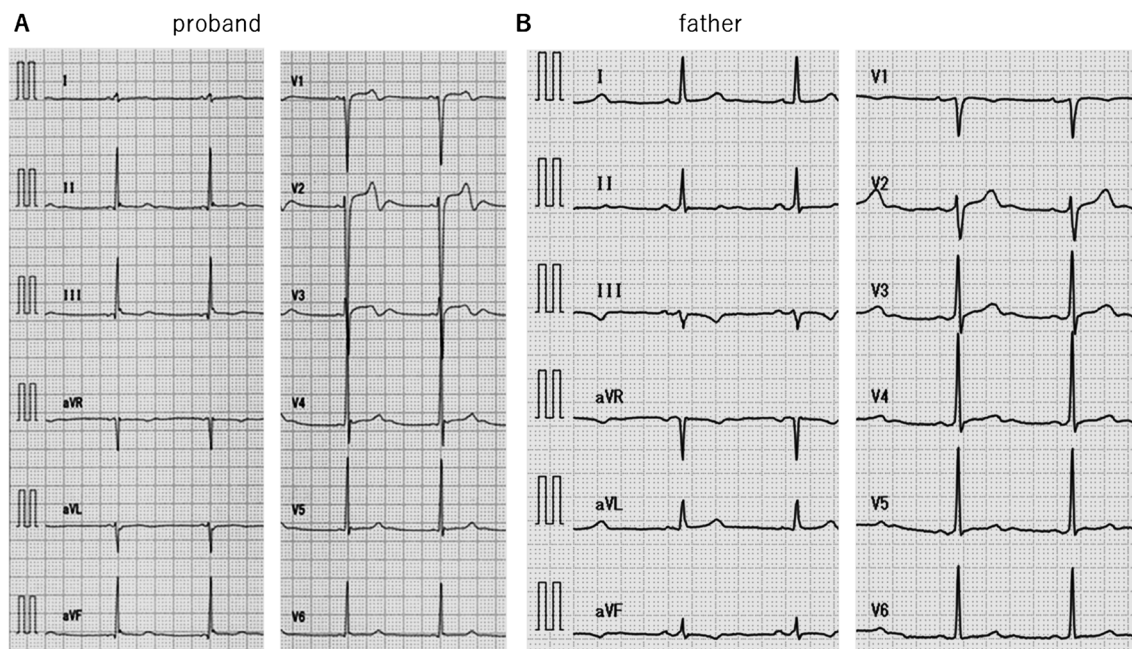 A proband
I
II
III
aVR
aVL
aVF
V1
V2
V3
V4
V5
V6
B father
I
II
III
aVR
aVL
aVF
V1
V2
V3
V4
V5
V6